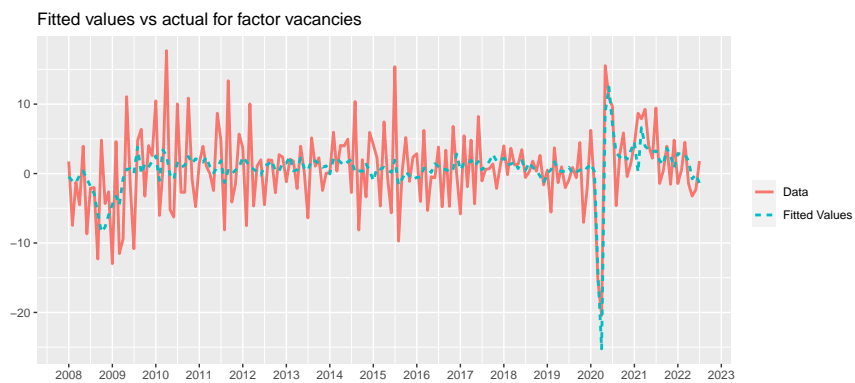 Fitted values vs actual for factor vacancies
10
0
−10
−20
2008 2009 2010 2011 2012 2013 2014 2015 2016 2017 2018 2019 2020 2021 2022 2023
Data
Fitted Values